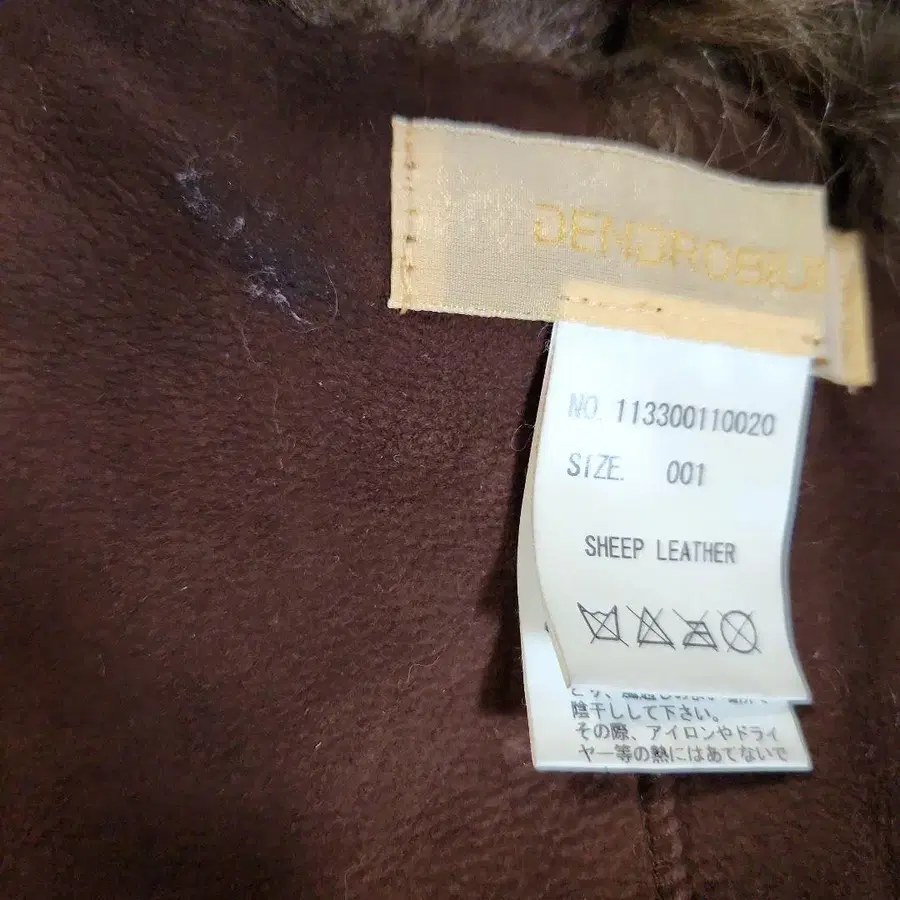 DENDROBIUM
NO. 113300110020
SIZE. 001
SHEEP LEATHER
陰干しして下さい。
その際、アイロンやドライ
ヤー等の熱にはあてないで